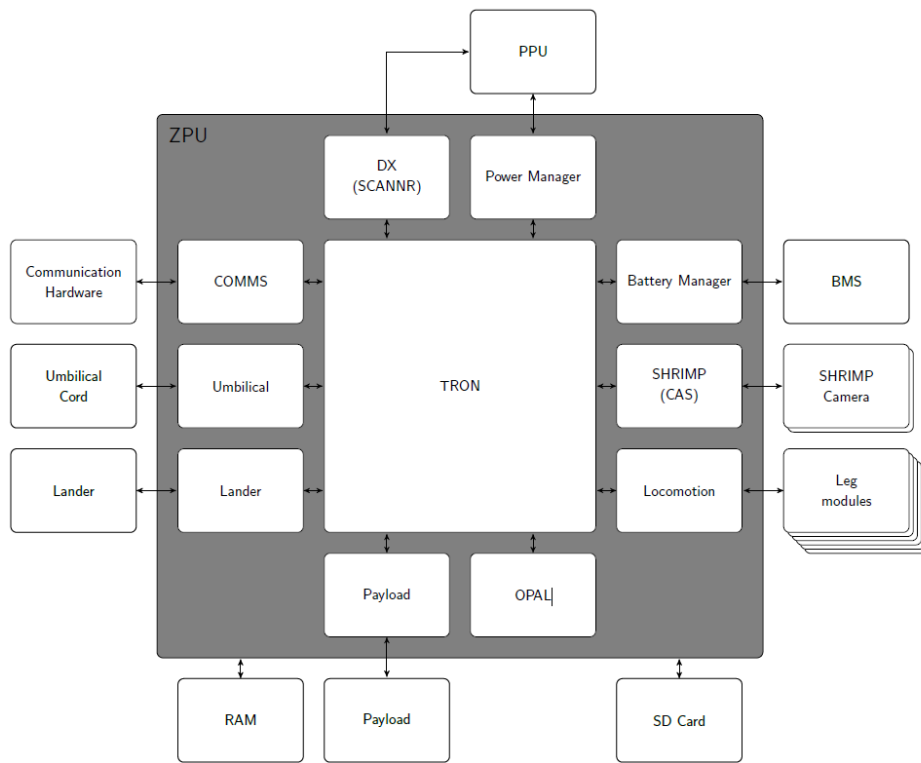 PPU
ZPU
DX
(SCANNR)
Power Manager
Communication
Hardware
COMMS
Battery Manager
BMS
Umbilical
Cord
Umbilical
TRON
SHRIMP
(CAS)
SHRIMP
Camera
Lander
Lander
Locomotion
Leg
modules
Payload
OPAL
RAM
Payload
SD Card